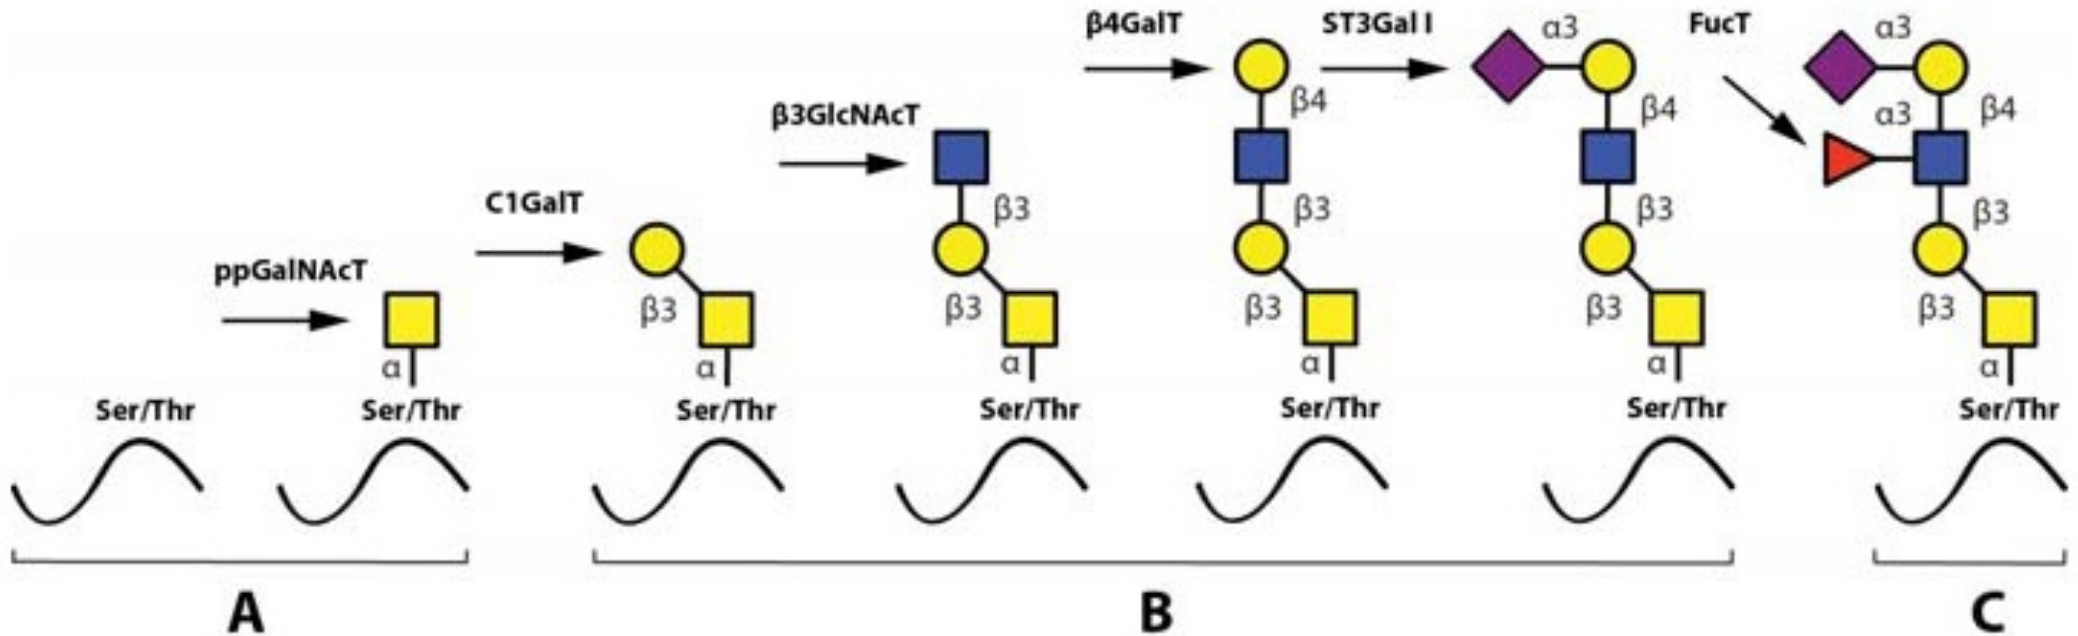 β4GalT ST3Gal I α3 FucT α3
β4 β4 α3 β4
β3GlcNAcT
C1GalT β3 β3 β3 β3
ppGalNAcT
β3 β3 β3 β3 β3
α α α α α α
Ser/Thr Ser/Thr Ser/Thr Ser/Thr Ser/Thr Ser/Thr Ser/Thr
A B C